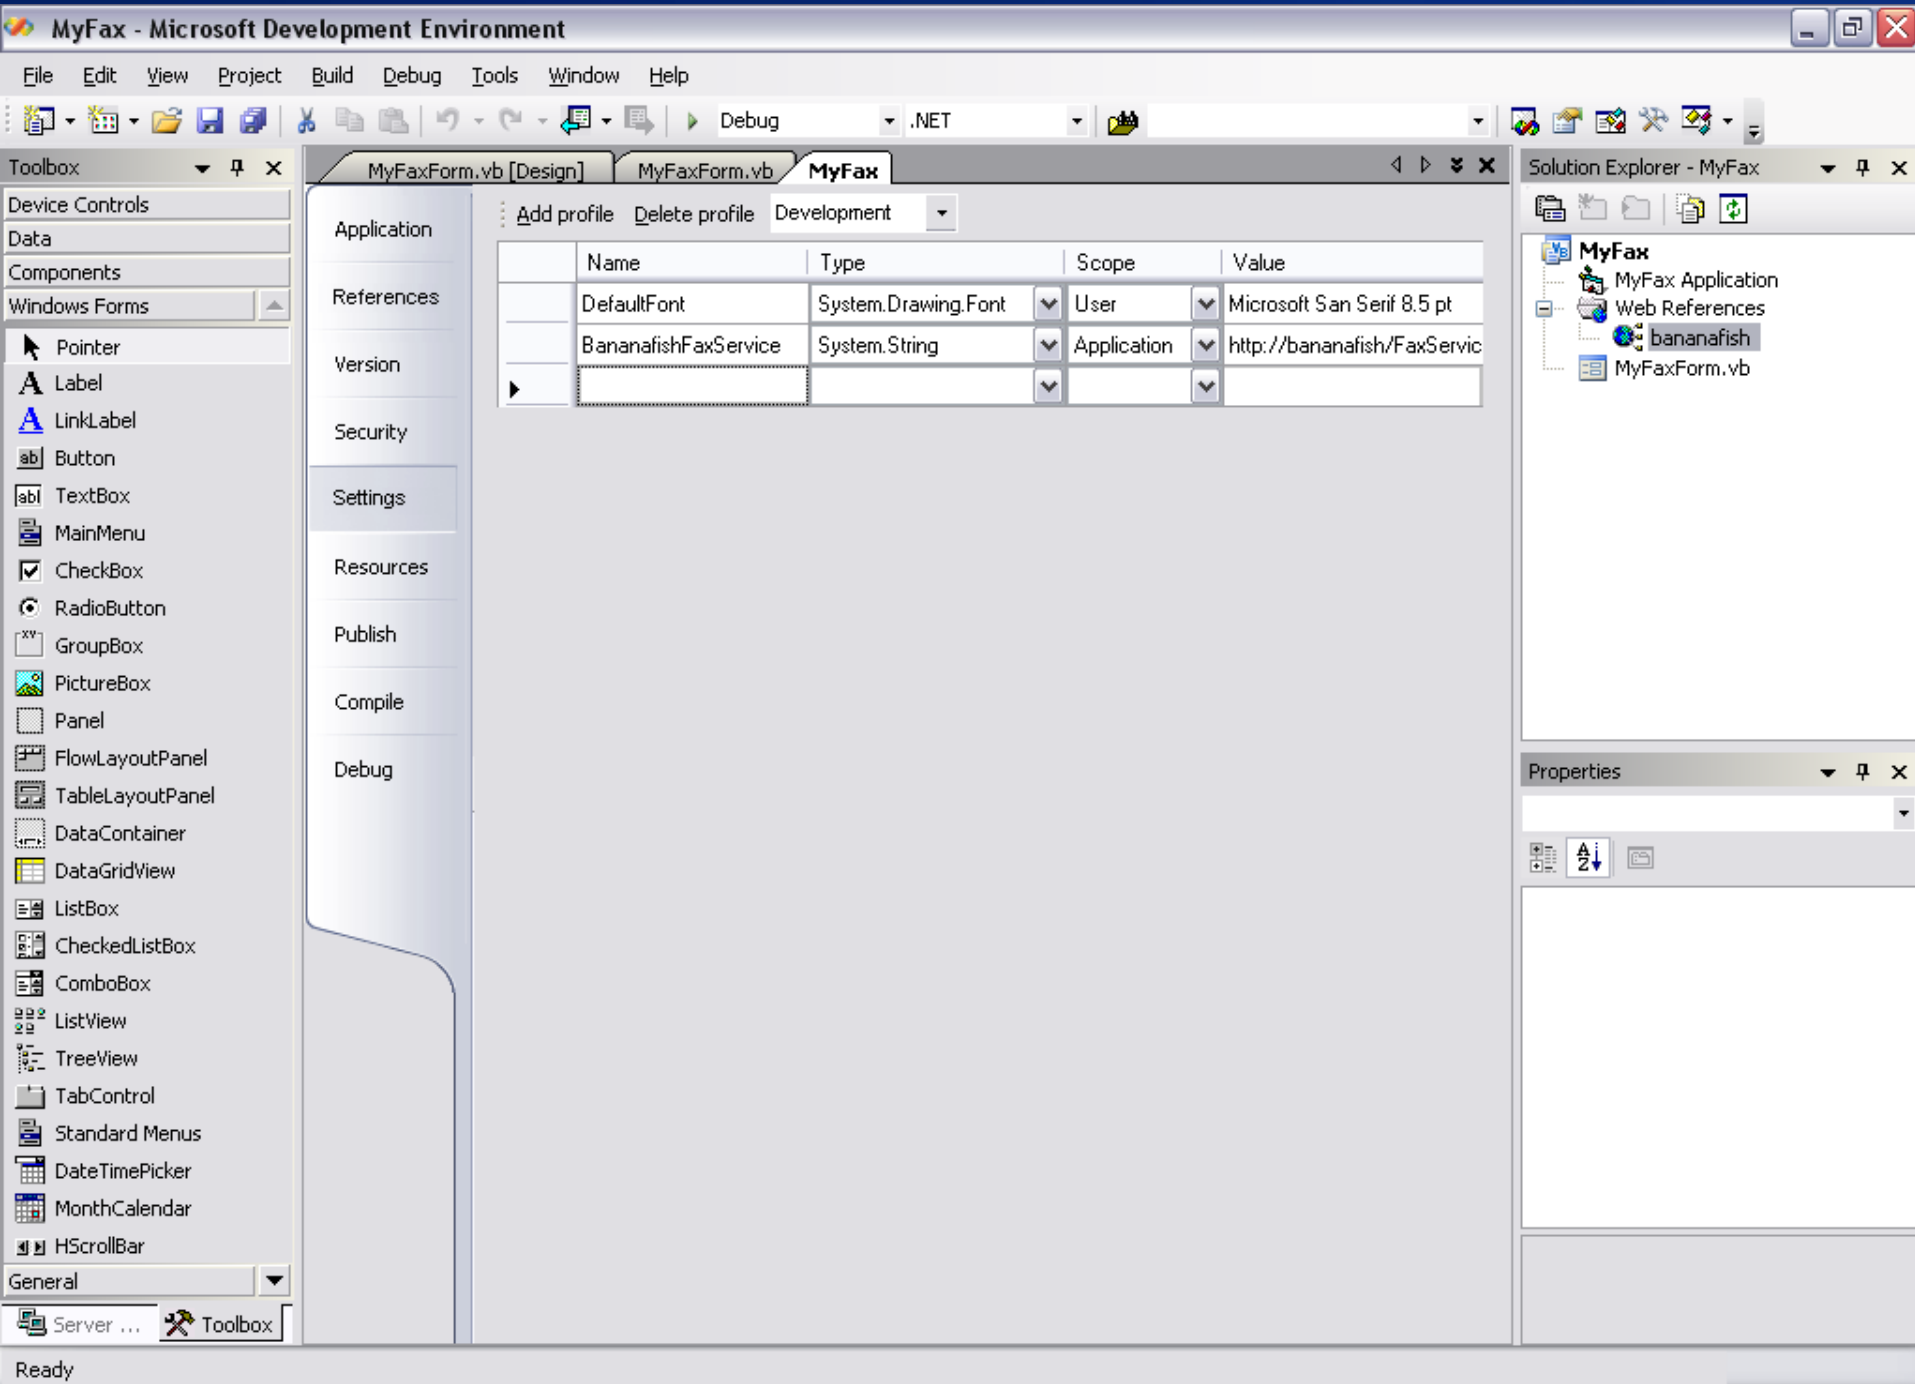 MyFax - Microsoft Development Environment
File Edit View Project Build Debug Tools Window Help
Debug .NET
Toolbox
Device Controls
Data
Components
Windows Forms
Pointer
A Label
A LinkLabel
ab Button
abl TextBox
MainMenu
CheckBox
RadioButton
XY GroupBox
PictureBox
Panel
FlowLayoutPanel
TableLayoutPanel
DataContainer
DataGridView
ListBox
CheckedListBox
ComboBox
ListView
TreeView
TabControl
Standard Menus
DateTimePicker
MonthCalendar
HScrollBar
General
Server ... Toolbox
MyFaxForm.vb [Design] MyFaxForm.vb MyFax
Application
References
Version
Security
Settings
Resources
Publish
Compile
Debug
Add profile Delete profile Development
Name Type Scope Value
DefaultFont System.Drawing.Font User Microsoft San Serif 8.5 pt
BananafishFaxService System.String Application http://bananafish/FaxServic
Solution Explorer - MyFax
VB MyFax
MyFax Application
Web References
bananafish
MyFaxForm.vb
Properties
A
Z
Ready